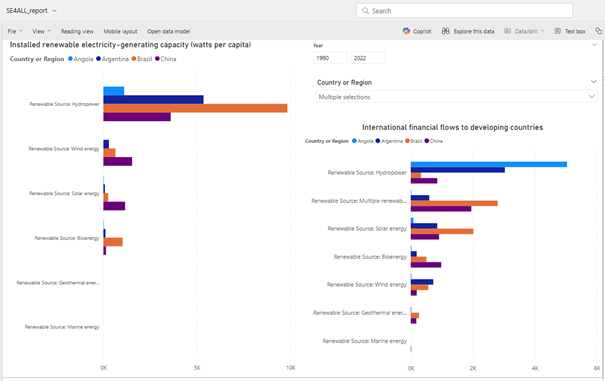 SE4ALL_report
Search
File View Reading view Mobile layout Open data model
Copilot Explore this data Data/drill Text box
Installed renewable electricity-generating capacity (watts per capita)
Country or Region Angola Argentina Brazil China
Renewable Source: Hydropower
Renewable Source: Wind energy
Renewable Source: Solar energy
Renewable Source: Bioenergy
Renewable Source: Geothermal ener...
Renewable Source: Marine energy
0K 5K 10K
Year
1990 2022
Country or Region
Multiple selections
International financial flows to developing countries
Country or Region Angola Argentina Brazil China
Renewable Source: Hydropower
Renewable Source: Multiple renewab...
Renewable Source: Solar energy
Renewable Source: Bioenergy
Renewable Source: Wind energy
Renewable Source: Geothermal ener...
Renewable Source: Marine energy
0K 2K 4K 6K